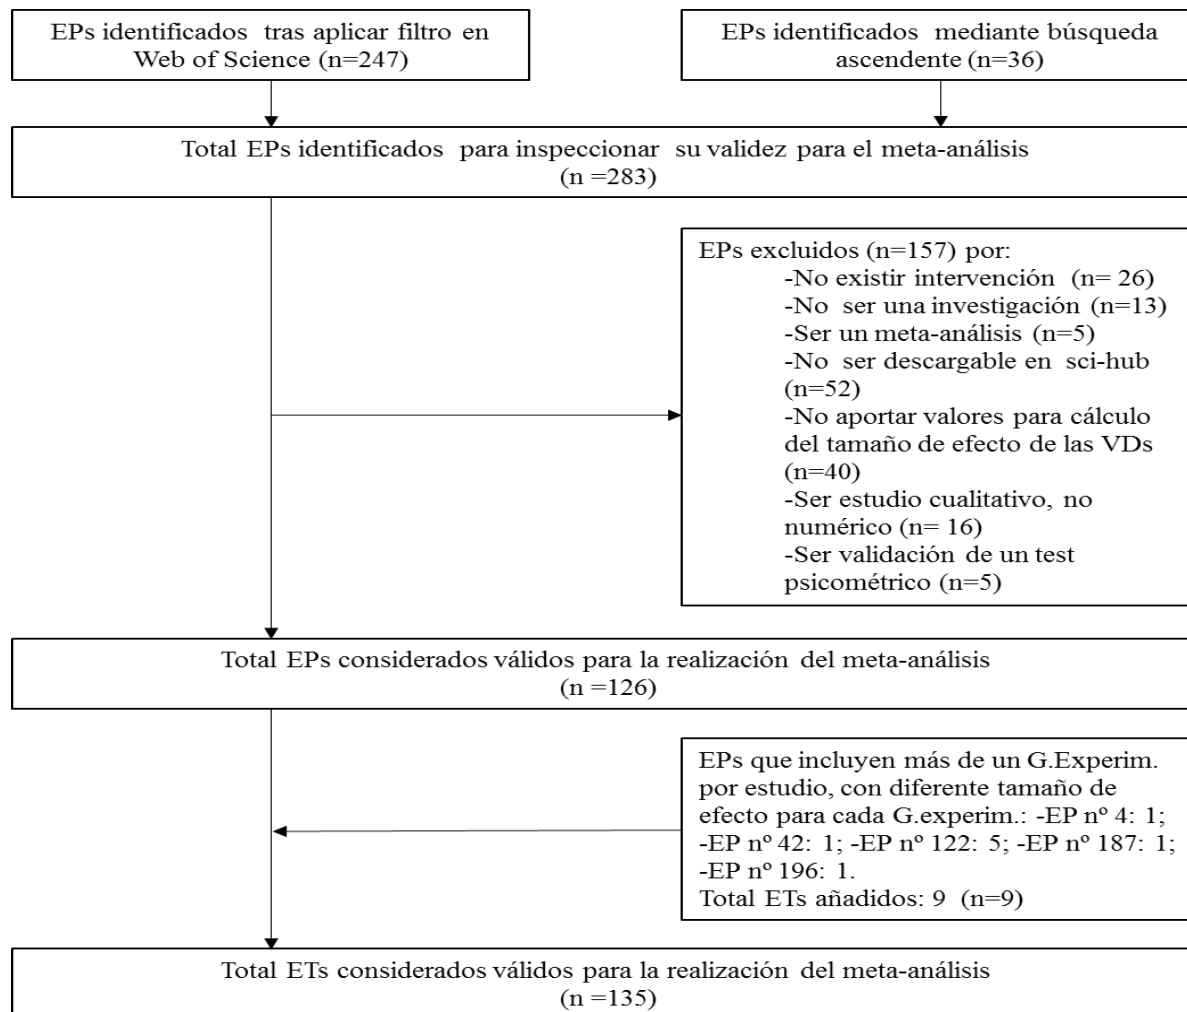 EPs identificados tras aplicar filtro en
Web of Science (n=247)
EPs identificados mediante búsqueda
ascendente (n=36)
Total EPs identificados para inspeccionar su validez para el meta-análisis
(n =283)
EPs excluidos (n=157) por:
-No existir intervención (n= 26)
-No ser una investigación (n=13)
-Ser un meta-análisis (n=5)
-No ser descargable en sci-hub
(n=52)
-No aportar valores para cálculo
del tamaño de efecto de las VDs
(n=40)
-Ser estudio cualitativo, no
numérico (n= 16)
-Ser validación de un test
psicométrico (n=5)
Total EPs considerados válidos para la realización del meta-análisis
(n =126)
EPs que incluyen más de un G.Experim.
por estudio, con diferente tamaño de
efecto para cada G.experim.: -EP nº 4: 1;
-EP nº 42: 1; -EP nº 122: 5; -EP nº 187: 1;
-EP nº 196: 1.
Total ETs añadidos: 9 (n=9)
Total ETs considerados válidos para la realización del meta-análisis
(n =135)